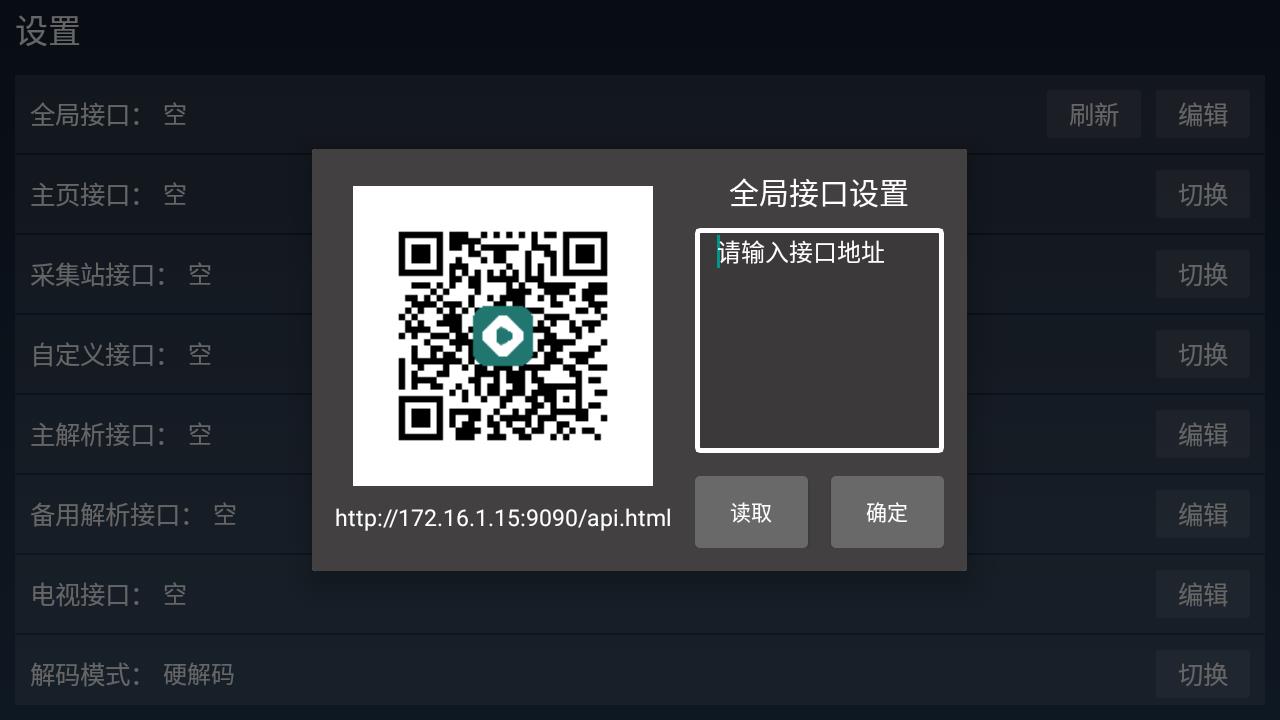 设置
全局接口： 空
刷新
编辑
主页接口： 空
切换
采集站接口： 空
切换
自定义接口： 空
切换
主解析接口： 空
编辑
备用解析接口： 空
编辑
电视接口： 空
编辑
解码模式： 硬解码
切换
全局接口设置
请输入接口地址
http://172.16.1.15:9090/api.html
读取
确定